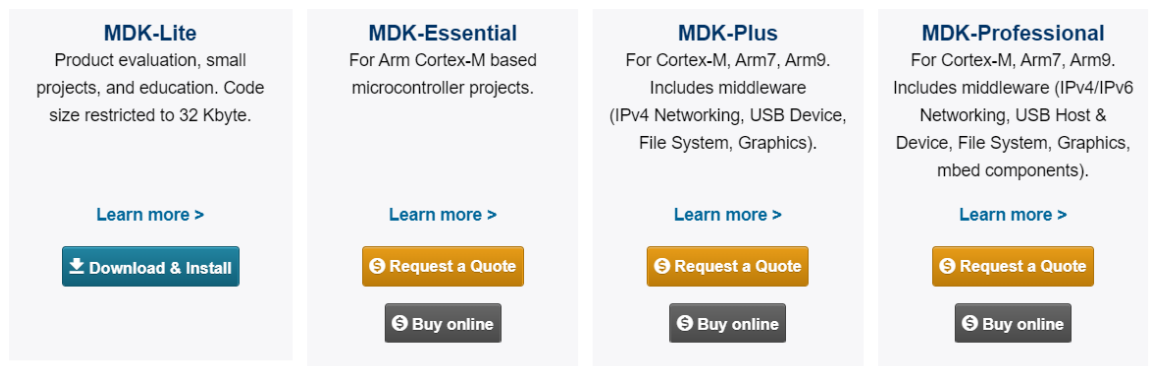 MDK-Lite
Product evaluation, small
projects, and education. Code
size restricted to 32 Kbyte.
Learn more >
Download & Install
MDK-Essential
For Arm Cortex-M based
microcontroller projects.
Learn more >
Request a Quote
Buy online
MDK-Plus
For Cortex-M, Arm7, Arm9.
Includes middleware
(IPv4 Networking, USB Device,
File System, Graphics).
Learn more >
Request a Quote
Buy online
MDK-Professional
For Cortex-M, Arm7, Arm9.
Includes middleware (IPv4/IPv6
Networking, USB Host &
Device, File System, Graphics,
mbed components).
Learn more >
Request a Quote
Buy online